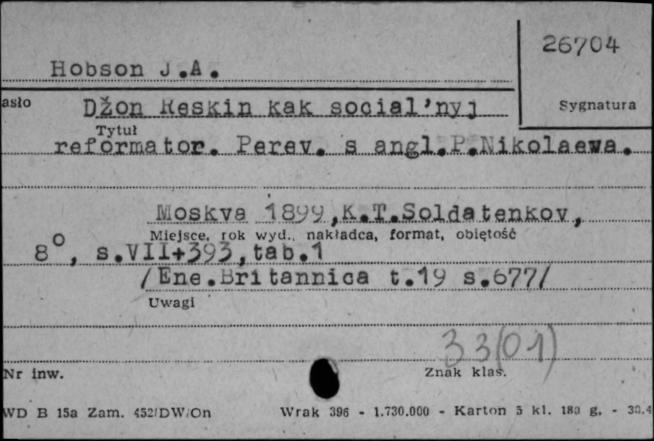 26704
Hobson J.A.
asło
Džon Reskin kak social'nyj
Sygnatura
Tytuł
reformator. Perev. s angl.P.Nikolaewa.
Moskva 1899,K.T.Soldatenkov,
Miejsce, rok wyd., nakładca, format, obiętość
8°, s.VII+393,tab.1
/Ene.Britannica t.19 s.677/
Uwagi
33(01)
Nr inw.
Znak klas.
WD B 15a Zam. 452/DW/On Wrak 396 - 1.730.000 - Karton 5 kl. 180 g. - 30.4